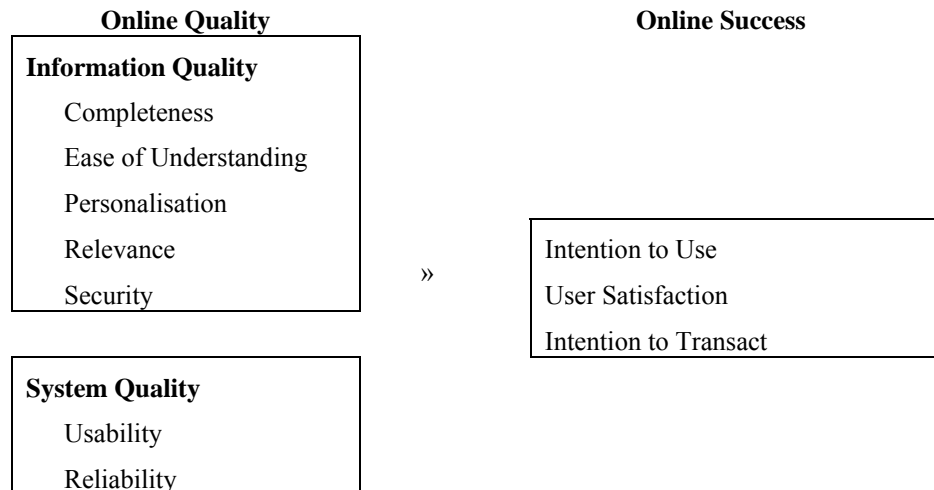 Online Quality
Online Success
Information Quality
Completeness
Ease of Understanding
Personalisation
Relevance
Security
»
Intention to Use
User Satisfaction
Intention to Transact
System Quality
Usability
Reliability